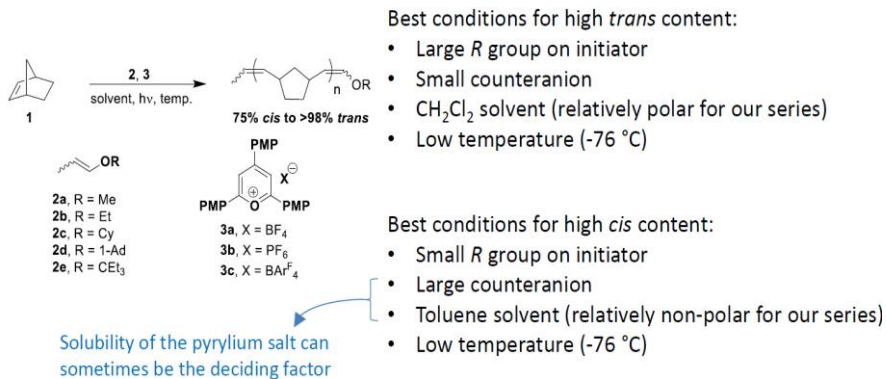 Best conditions for high trans content:
• Large R group on initiator
• Small counteranion
• CH2Cl2 solvent (relatively polar for our series)
• Low temperature (-76 °C)
2, 3
solvent, hν, temp.
n
OR
1
75% cis to >98% trans
OR
2a, R = Me
2b, R = Et
2c, R = Cy
2d, R = 1-Ad
2e, R = CEt3
PMP
X ⊖
⊕
PMP O PMP
3a, X = BF4
3b, X = PF6
3c, X = BArF4
Best conditions for high cis content:
• Small R group on initiator
• Large counteranion
• Toluene solvent (relatively non-polar for our series)
• Low temperature (-76 °C)
Solubility of the pyrylium salt can
sometimes be the deciding factor